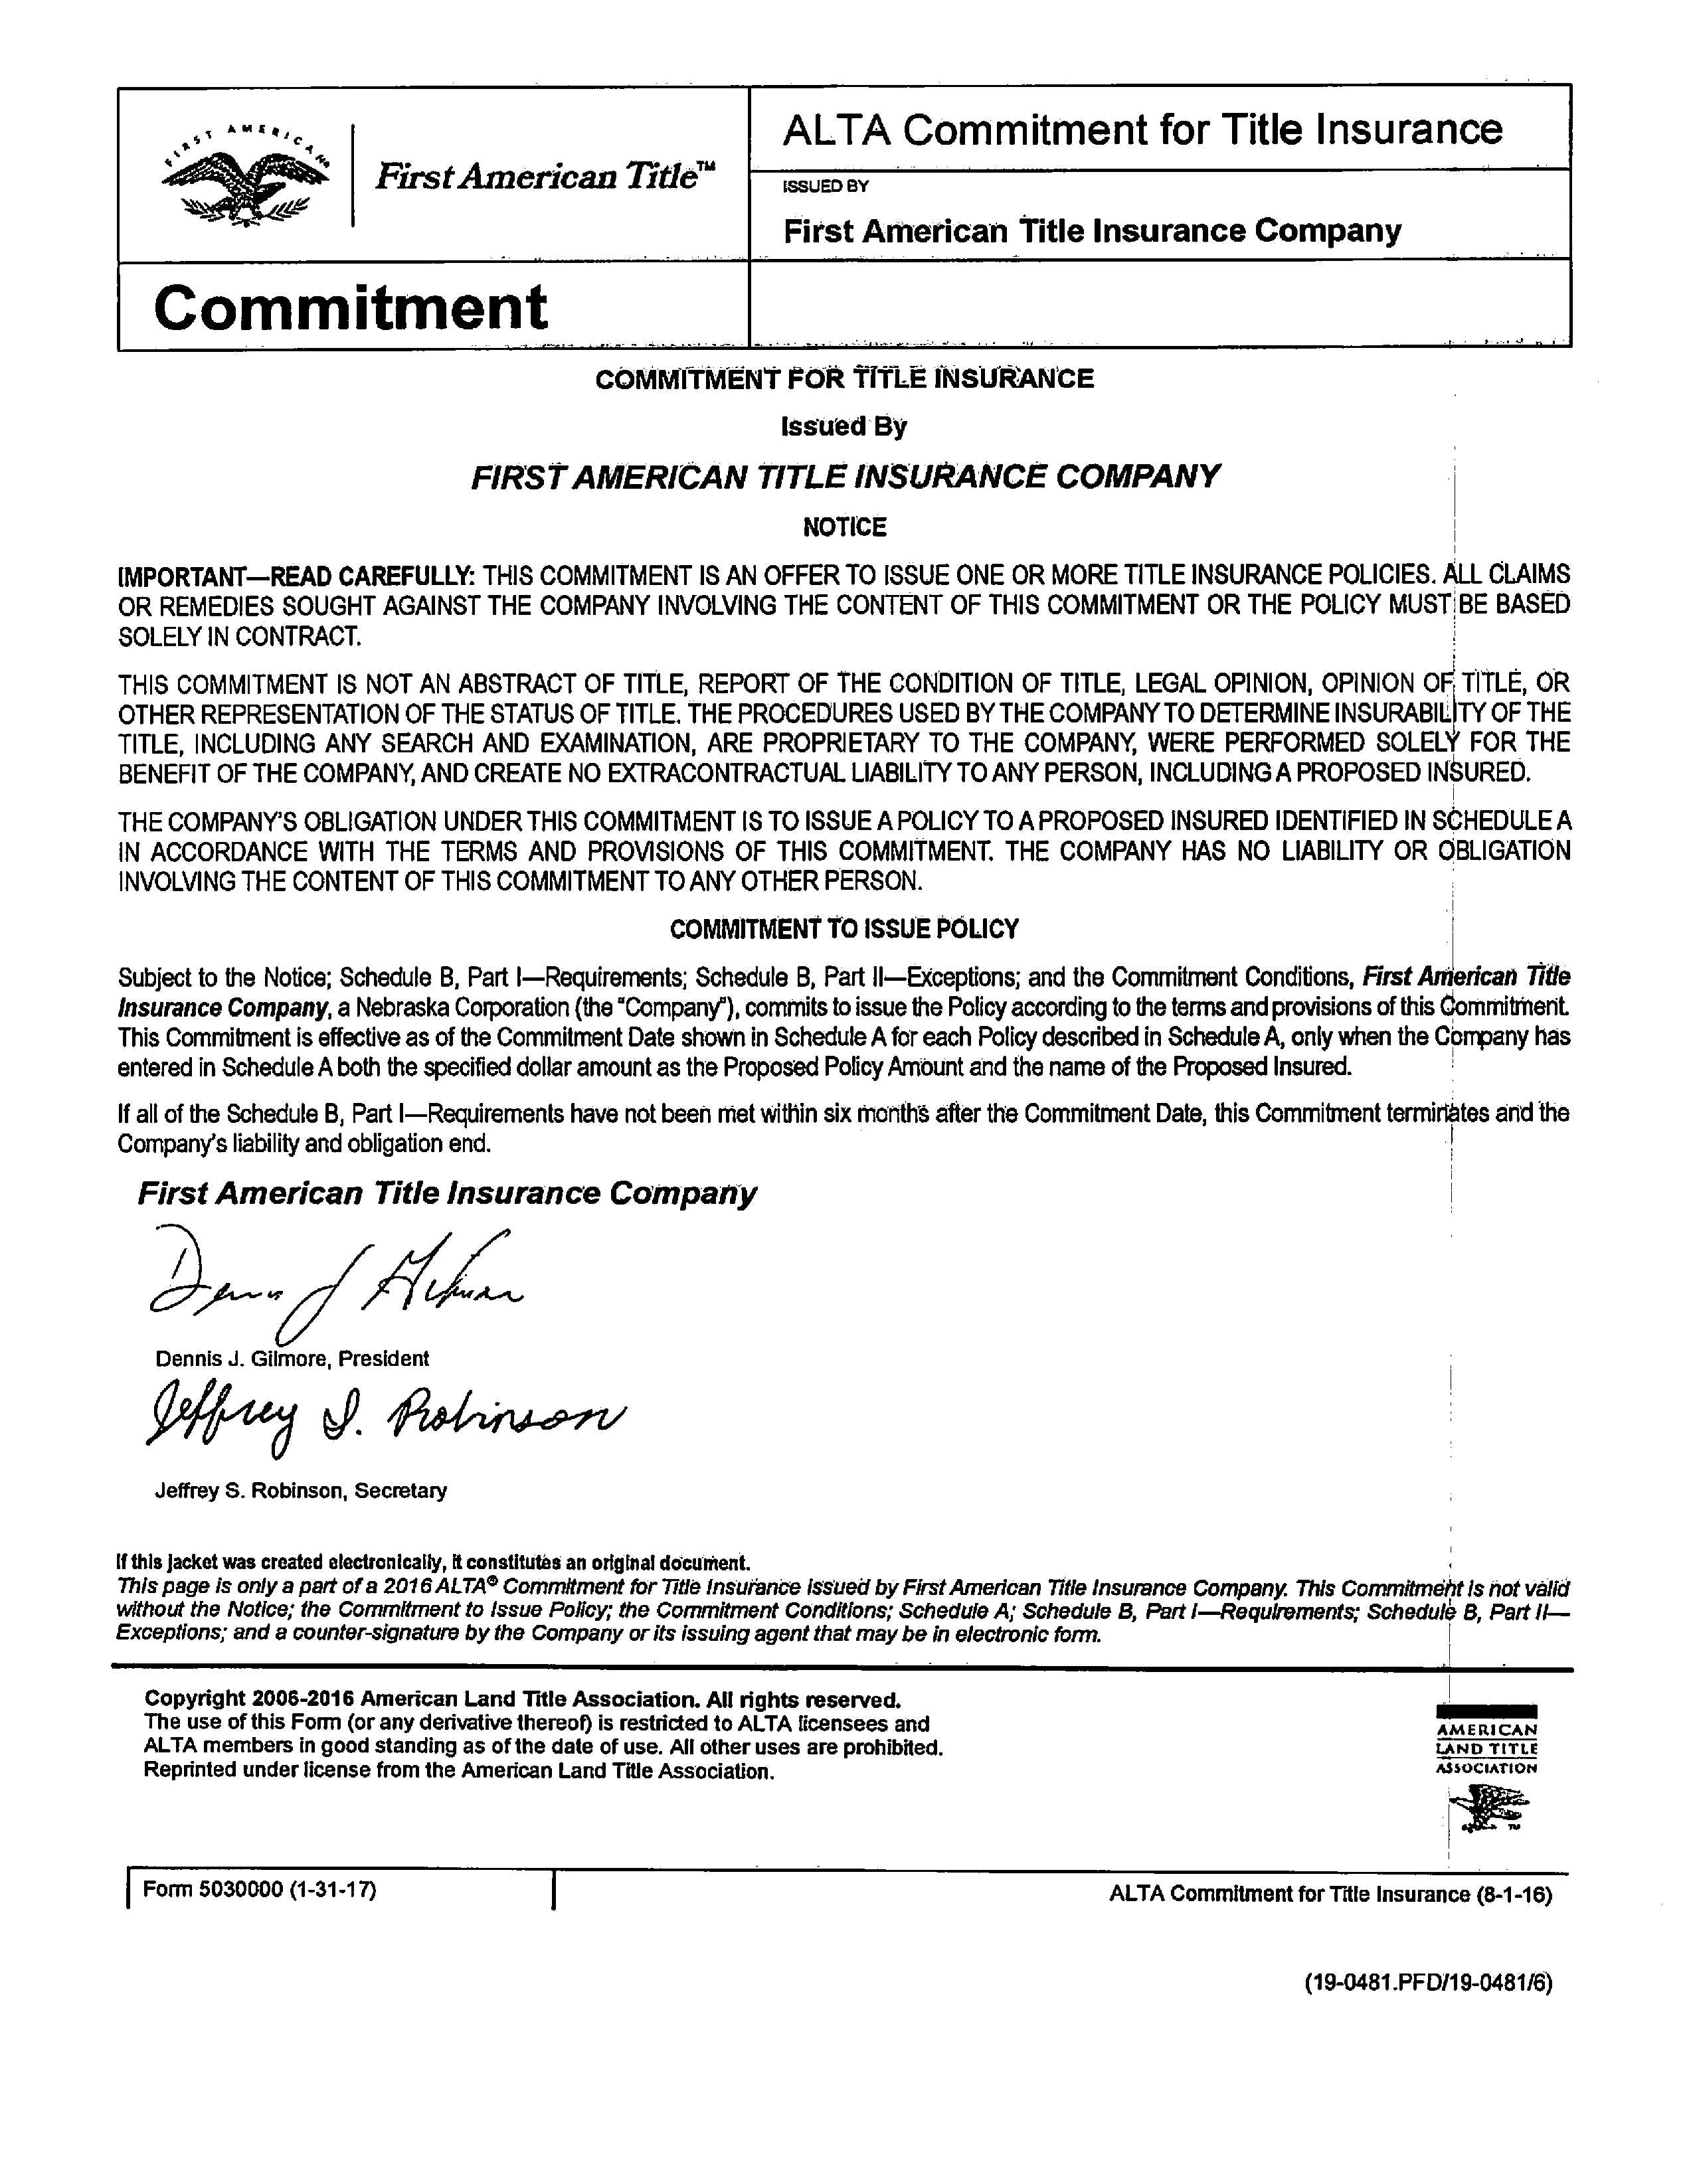 FIRST AMERICAN
First American Title™
ALTA Commitment for Title Insurance
ISSUED BY
First American Title Insurance Company
Commitment
COMMITMENT FOR TITLE INSURANCE
Issued By
FIRST AMERICAN TITLE INSURANCE COMPANY
NOTICE
IMPORTANT—READ CAREFULLY: THIS COMMITMENT IS AN OFFER TO ISSUE ONE OR MORE TITLE INSURANCE POLICIES. ALL CLAIMS
OR REMEDIES SOUGHT AGAINST THE COMPANY INVOLVING THE CONTENT OF THIS COMMITMENT OR THE POLICY MUST BE BASED
SOLELY IN CONTRACT.
THIS COMMITMENT IS NOT AN ABSTRACT OF TITLE, REPORT OF THE CONDITION OF TITLE, LEGAL OPINION, OPINION OF TITLE, OR
OTHER REPRESENTATION OF THE STATUS OF TITLE. THE PROCEDURES USED BY THE COMPANY TO DETERMINE INSURABILITY OF THE
TITLE, INCLUDING ANY SEARCH AND EXAMINATION, ARE PROPRIETARY TO THE COMPANY, WERE PERFORMED SOLELY FOR THE
BENEFIT OF THE COMPANY, AND CREATE NO EXTRACONTRACTUAL LIABILITY TO ANY PERSON, INCLUDING A PROPOSED INSURED.
THE COMPANY'S OBLIGATION UNDER THIS COMMITMENT IS TO ISSUE A POLICY TO A PROPOSED INSURED IDENTIFIED IN SCHEDULE A
IN ACCORDANCE WITH THE TERMS AND PROVISIONS OF THIS COMMITMENT. THE COMPANY HAS NO LIABILITY OR OBLIGATION
INVOLVING THE CONTENT OF THIS COMMITMENT TO ANY OTHER PERSON.
COMMITMENT TO ISSUE POLICY
Subject to the Notice; Schedule B, Part I—Requirements; Schedule B, Part II—Exceptions; and the Commitment Conditions, First American Title
Insurance Company, a Nebraska Corporation (the "Company"), commits to issue the Policy according to the terms and provisions of this Commitment.
This Commitment is effective as of the Commitment Date shown in Schedule A for each Policy described in Schedule A, only when the Company has
entered in Schedule A both the specified dollar amount as the Proposed Policy Amount and the name of the Proposed Insured.
If all of the Schedule B, Part I—Requirements have not been met within six months after the Commitment Date, this Commitment terminates and the
Company's liability and obligation end.
First American Title Insurance Company
Dennis J. Gilmore, President
Jeffrey S. Robinson
Jeffrey S. Robinson, Secretary
If this jacket was created electronically, it constitutes an original document.
This page is only a part of a 2016 ALTA® Commitment for Title Insurance issued by First American Title Insurance Company. This Commitment is not valid
without the Notice; the Commitment to Issue Policy; the Commitment Conditions; Schedule A; Schedule B, Part I—Requirements; Schedule B, Part II—
Exceptions; and a counter-signature by the Company or its issuing agent that may be in electronic form.
Copyright 2006-2016 American Land Title Association. All rights reserved.
The use of this Form (or any derivative thereof) is restricted to ALTA licensees and
ALTA members in good standing as of the date of use. All other uses are prohibited.
Reprinted under license from the American Land Title Association.
AMERICAN
LAND TITLE
ASSOCIATION
TM
Form 5030000 (1-31-17)
ALTA Commitment for Title Insurance (8-1-16)
(19-0481.PFD/19-0481/6)